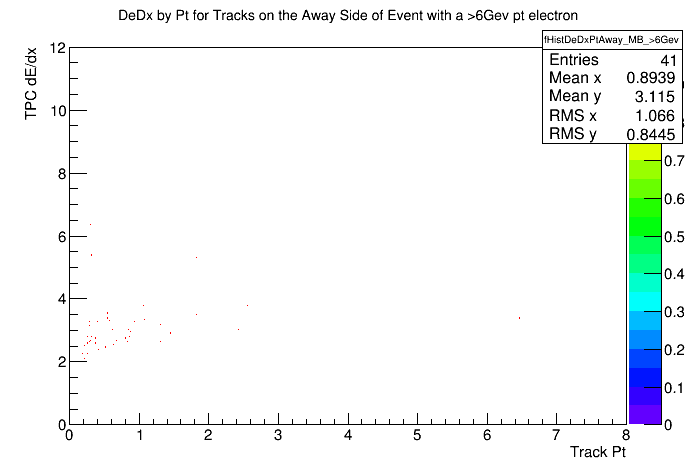 DeDx by Pt for Tracks on the Away Side of Event with a >6Gev pt electron
fHistDeDxPtAway_MB_>6Gev
Entries 41
Mean x 0.8939
Mean y 3.115
RMS x 1.066
RMS y 0.8445
TPC dE/dx
12
10
8
6
4
2
0
0.7
0.6
0.5
0.4
0.3
0.2
0.1
0
0 1 2 3 4 5 6 7 8
Track Pt